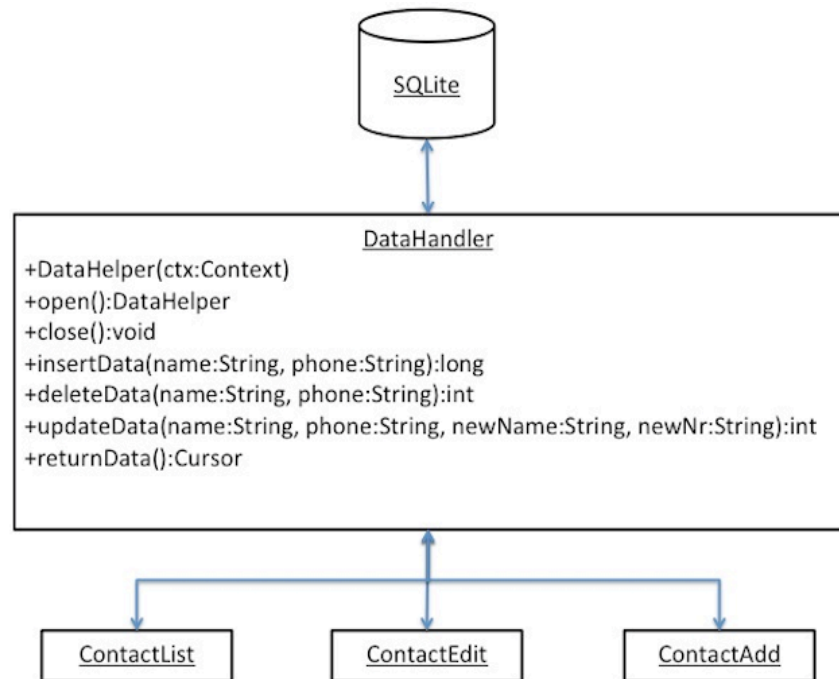 SQLite
DataHandler
+DataHelper(ctx:Context)
+open():DataHelper
+close():void
+insertData(name:String, phone:String):long
+deleteData(name:String, phone:String):int
+updateData(name:String, phone:String, newName:String, newNr:String):int
+returnData():Cursor
ContactList
ContactEdit
ContactAdd